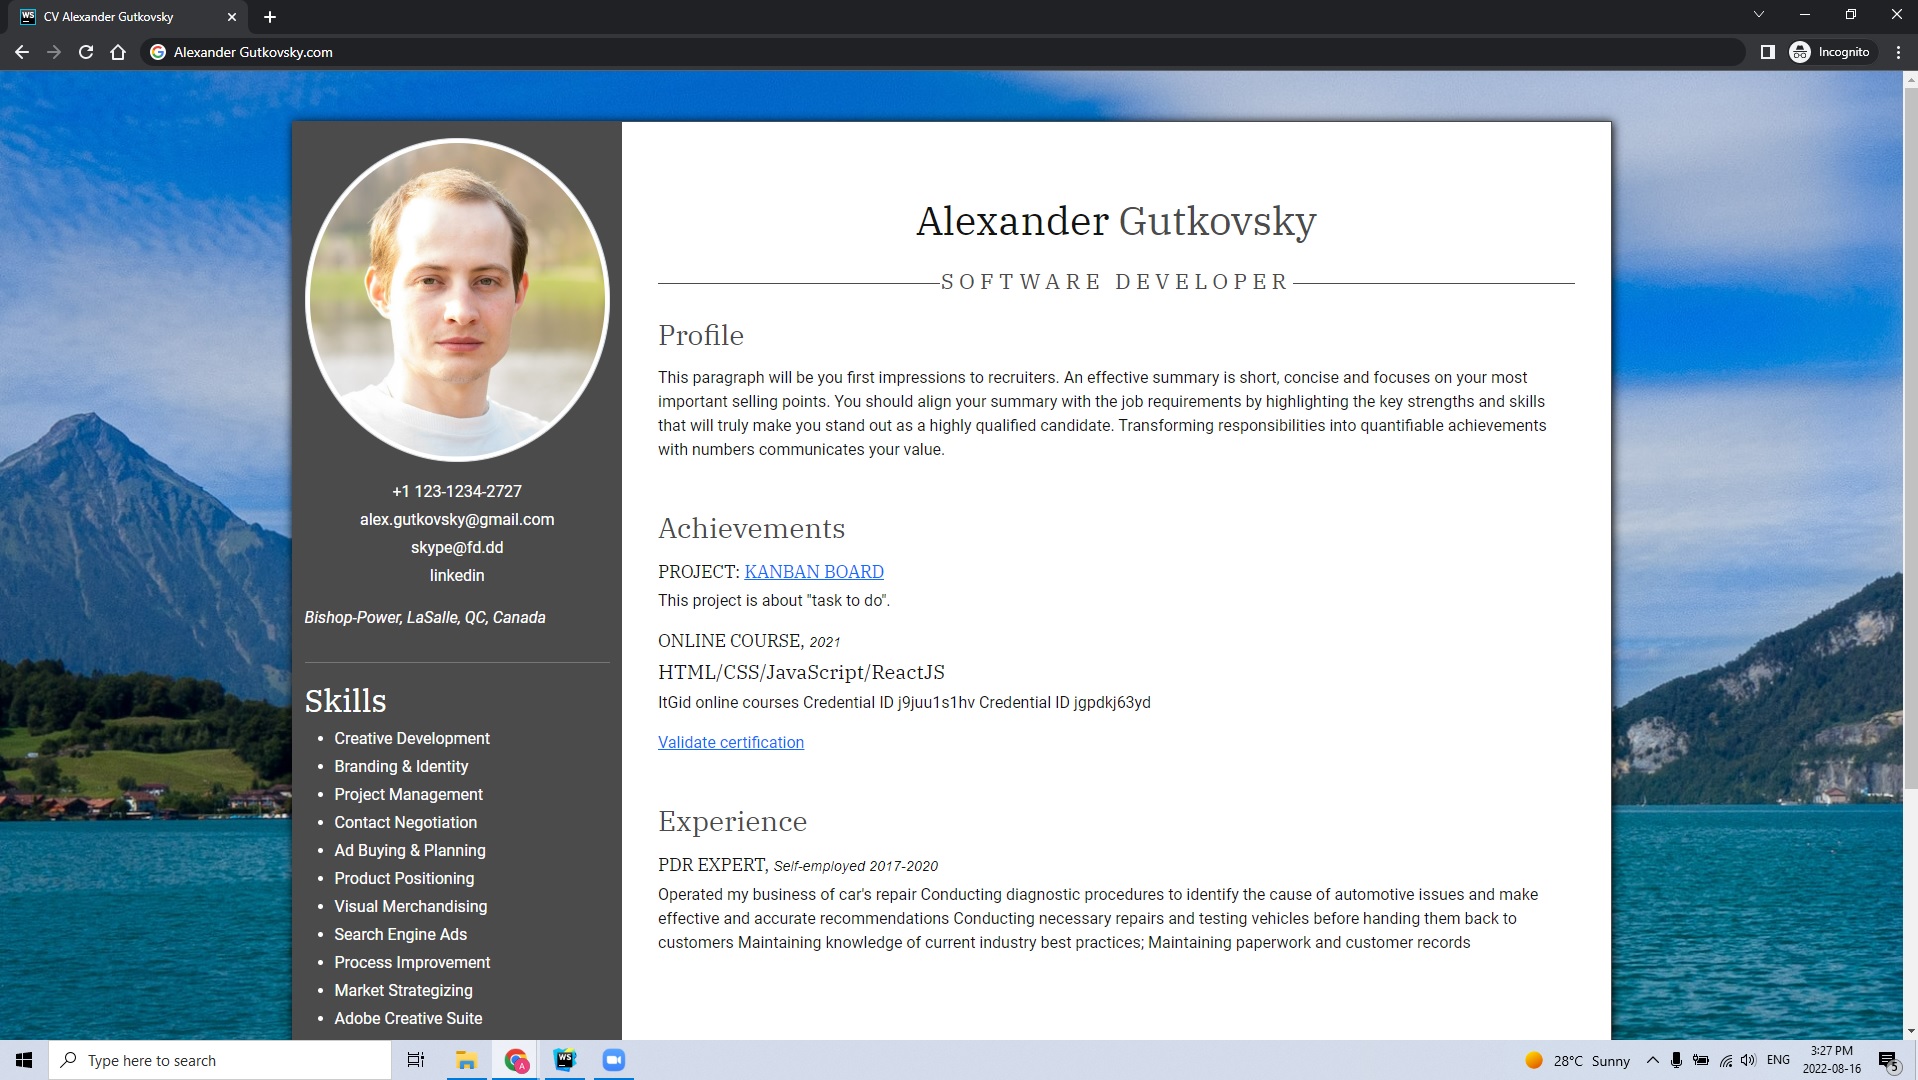 CV Alexander Gutkovsky
Alexander Gutkovsky.com
Incognito
+1 123-1234-2727
alex.gutkovsky@gmail.com
skype@fd.dd
linkedin
Bishop-Power, LaSalle, QC, Canada
Skills
Creative Development
Branding & Identity
Project Management
Contact Negotiation
Ad Buying & Planning
Product Positioning
Visual Merchandising
Search Engine Ads
Process Improvement
Market Strategizing
Adobe Creative Suite
Alexander Gutkovsky
SOFTWARE DEVELOPER
Profile
This paragraph will be you first impressions to recruiters. An effective summary is short, concise and focuses on your most
important selling points. You should align your summary with the job requirements by highlighting the key strengths and skills
that will truly make you stand out as a highly qualified candidate. Transforming responsibilities into quantifiable achievements
with numbers communicates your value.
Achievements
PROJECT: KANBAN BOARD
This project is about "task to do".
ONLINE COURSE, 2021
HTML/CSS/JavaScript/ReactJS
ItGid online courses Credential ID j9juu1s1hv Credential ID jgpdkj63yd
Validate certification
Experience
PDR EXPERT, Self-employed 2017-2020
Operated my business of car's repair Conducting diagnostic procedures to identify the cause of automotive issues and make
effective and accurate recommendations Conducting necessary repairs and testing vehicles before handing them back to
customers Maintaining knowledge of current industry best practices; Maintaining paperwork and customer records
Type here to search
WS
A
28°C Sunny
ENG
3:27 PM
2022-08-16
5